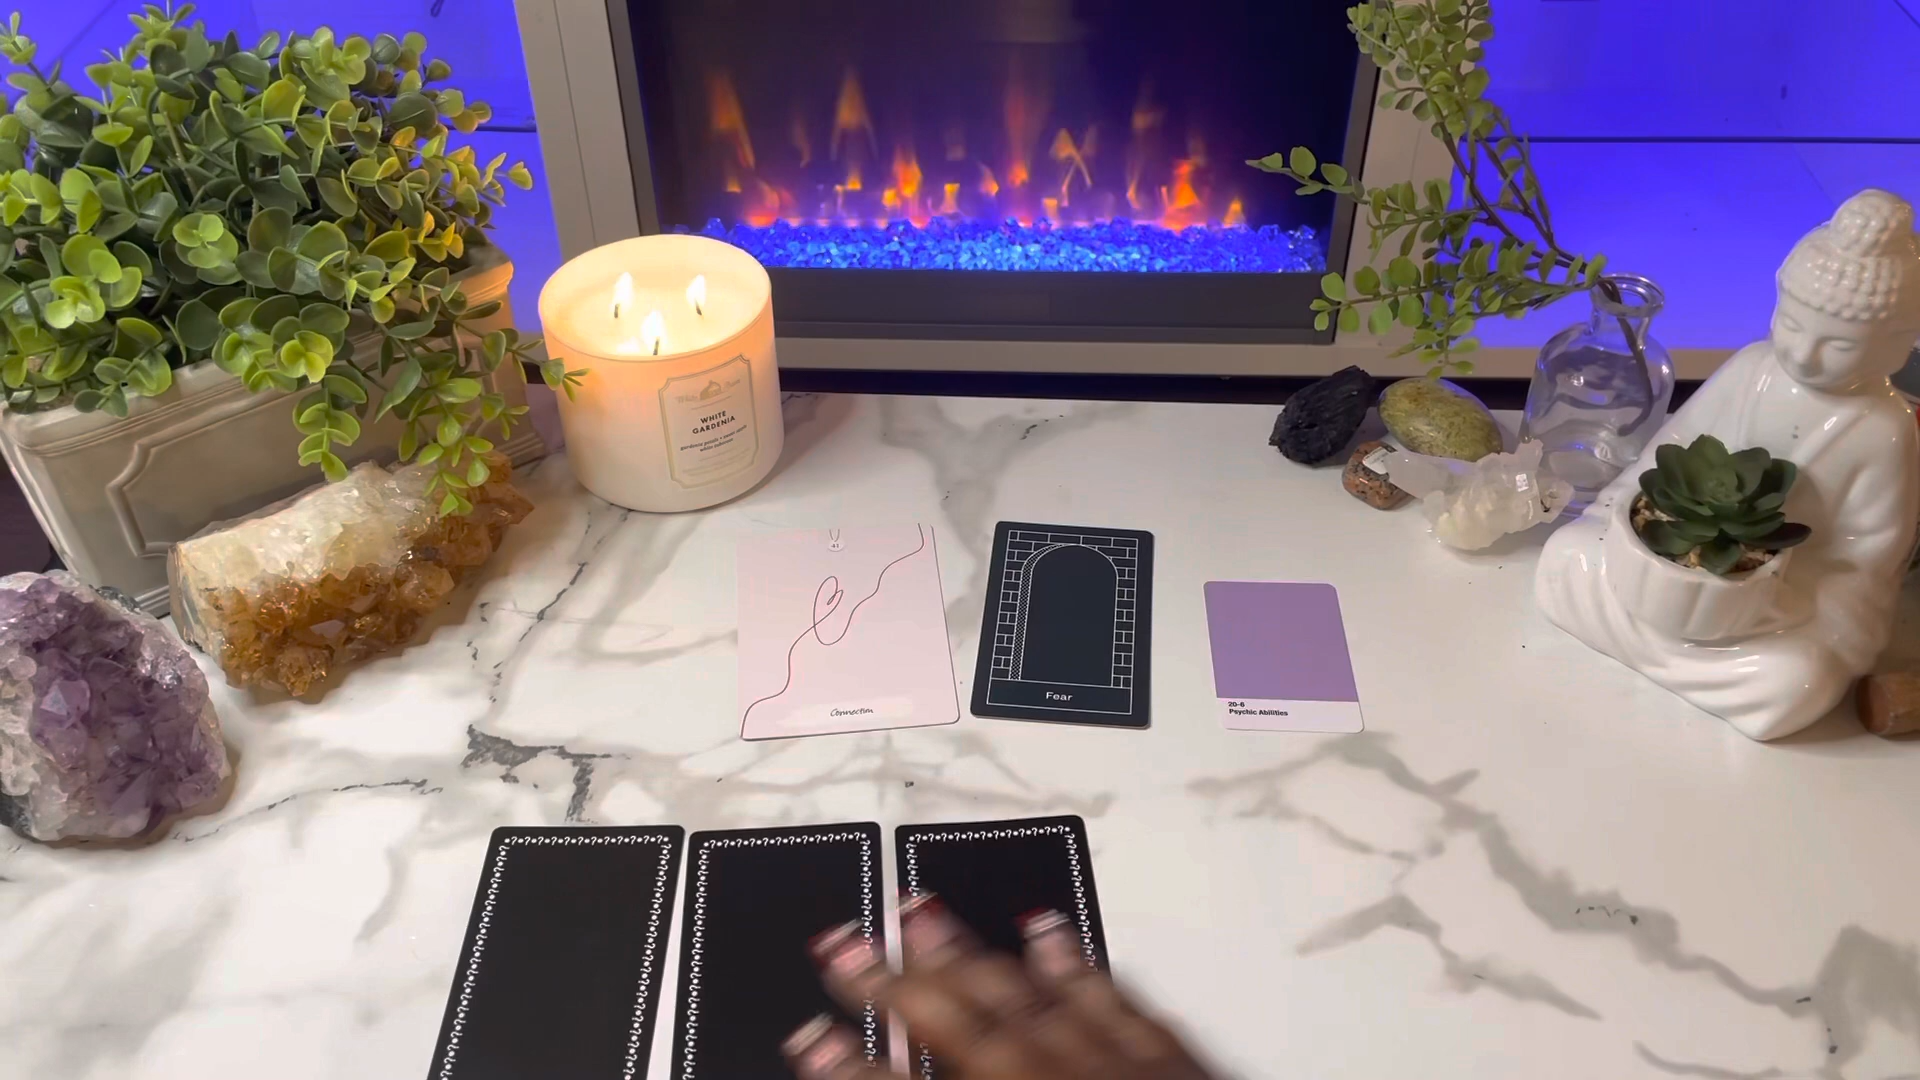 WHITE
GARDENIA
41
Connection
Fear
20-6
Psychic Abilities